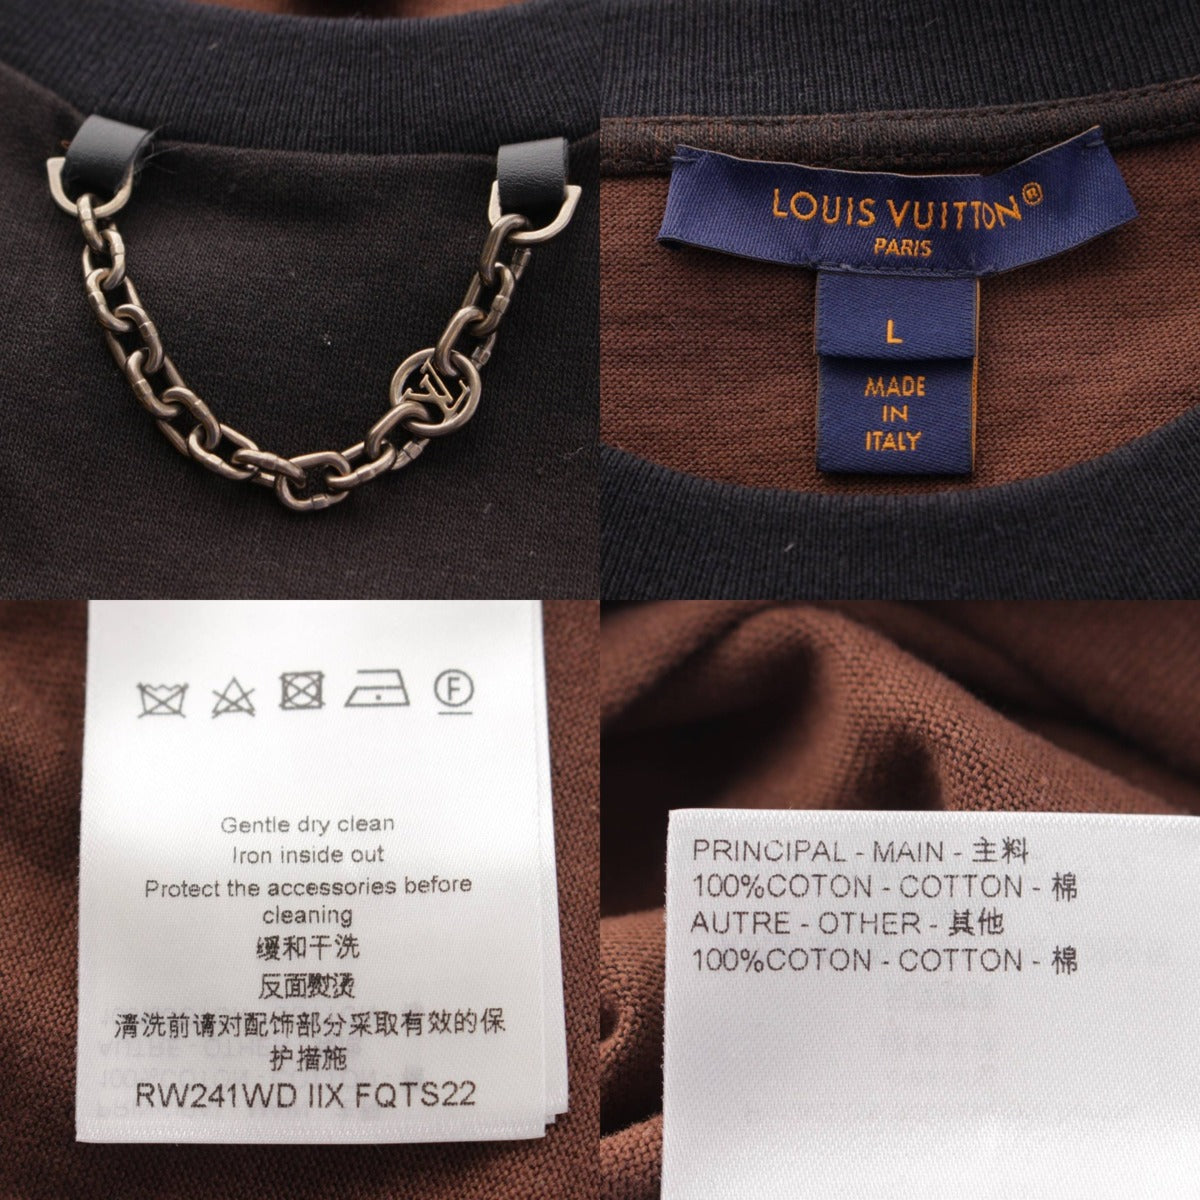 LV
LOUIS VUITTON®
PARIS
L
MADE
IN
ITALY
F
Gentle dry clean
Iron inside out
Protect the accessories before
cleaning
缓和干洗
反面熨烫
清洗前请对配饰部分采取有效的保
护措施
RW241WD IIX FQTS22
PRINCIPAL - MAIN - 主料
100%COTON - COTTON - 棉
AUTRE - OTHER - 其他
100%COTON - COTTON - 棉